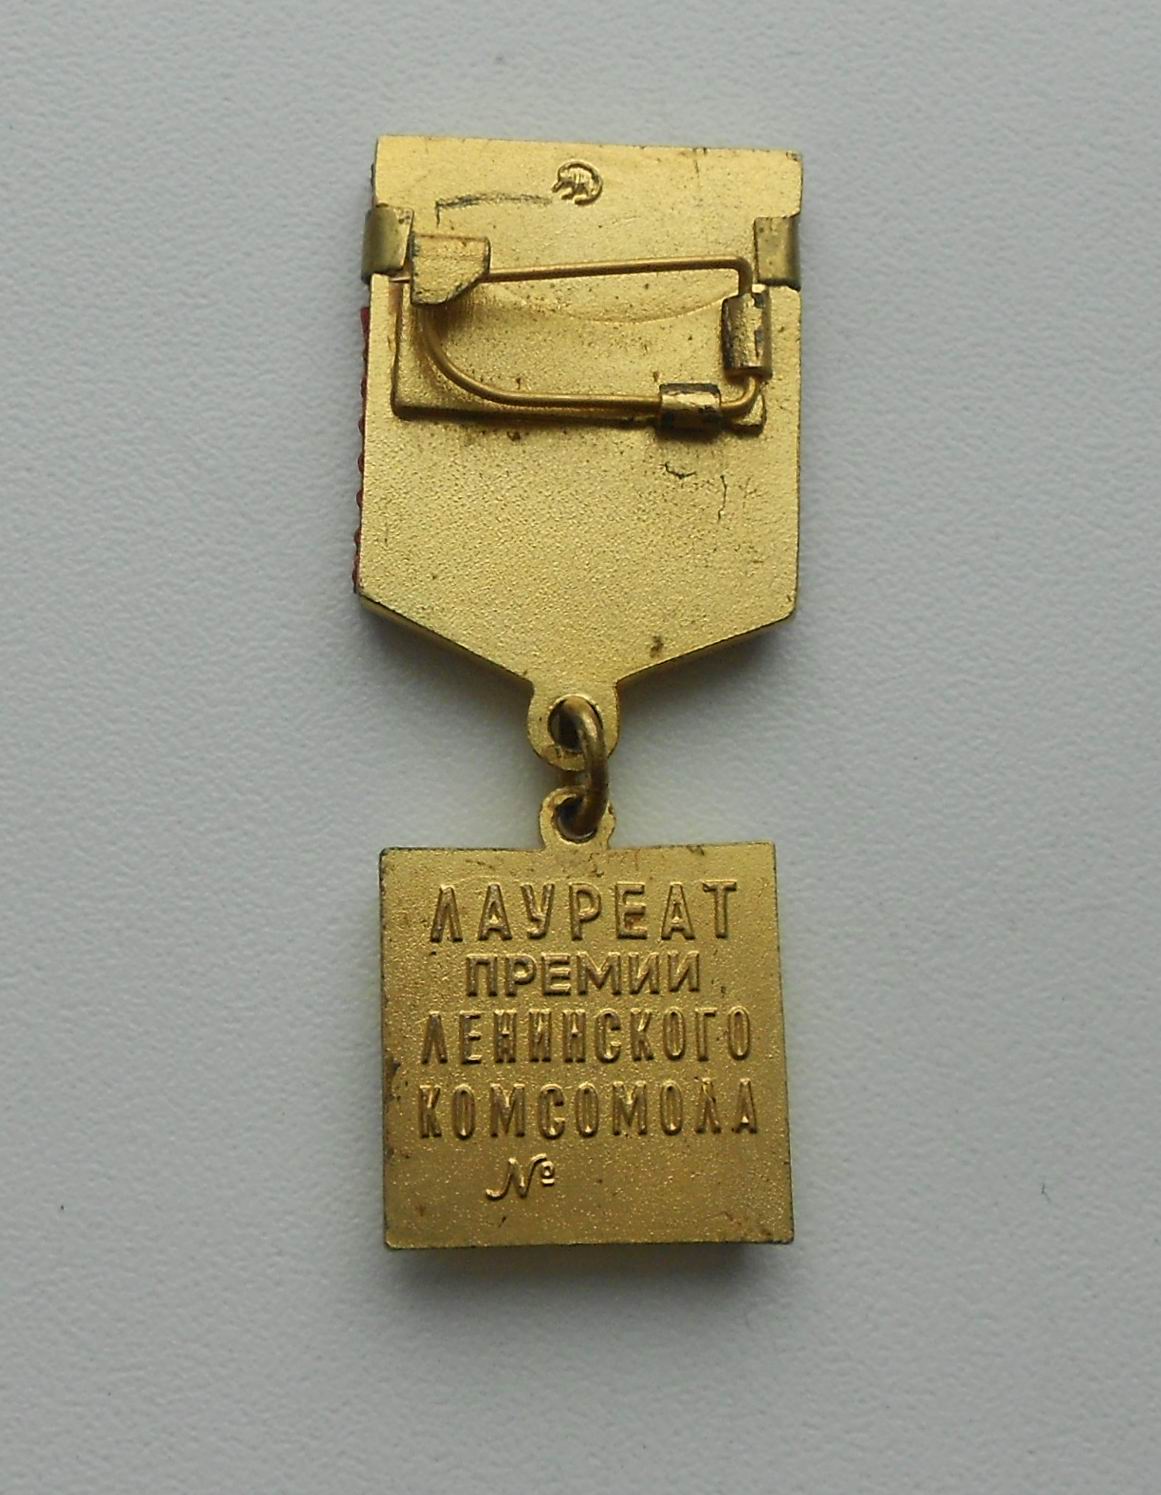 ЛАУРЕАТ
ПРЕМИИ
ЛЕНИНСКОГО
КОМСОМОЛА
№